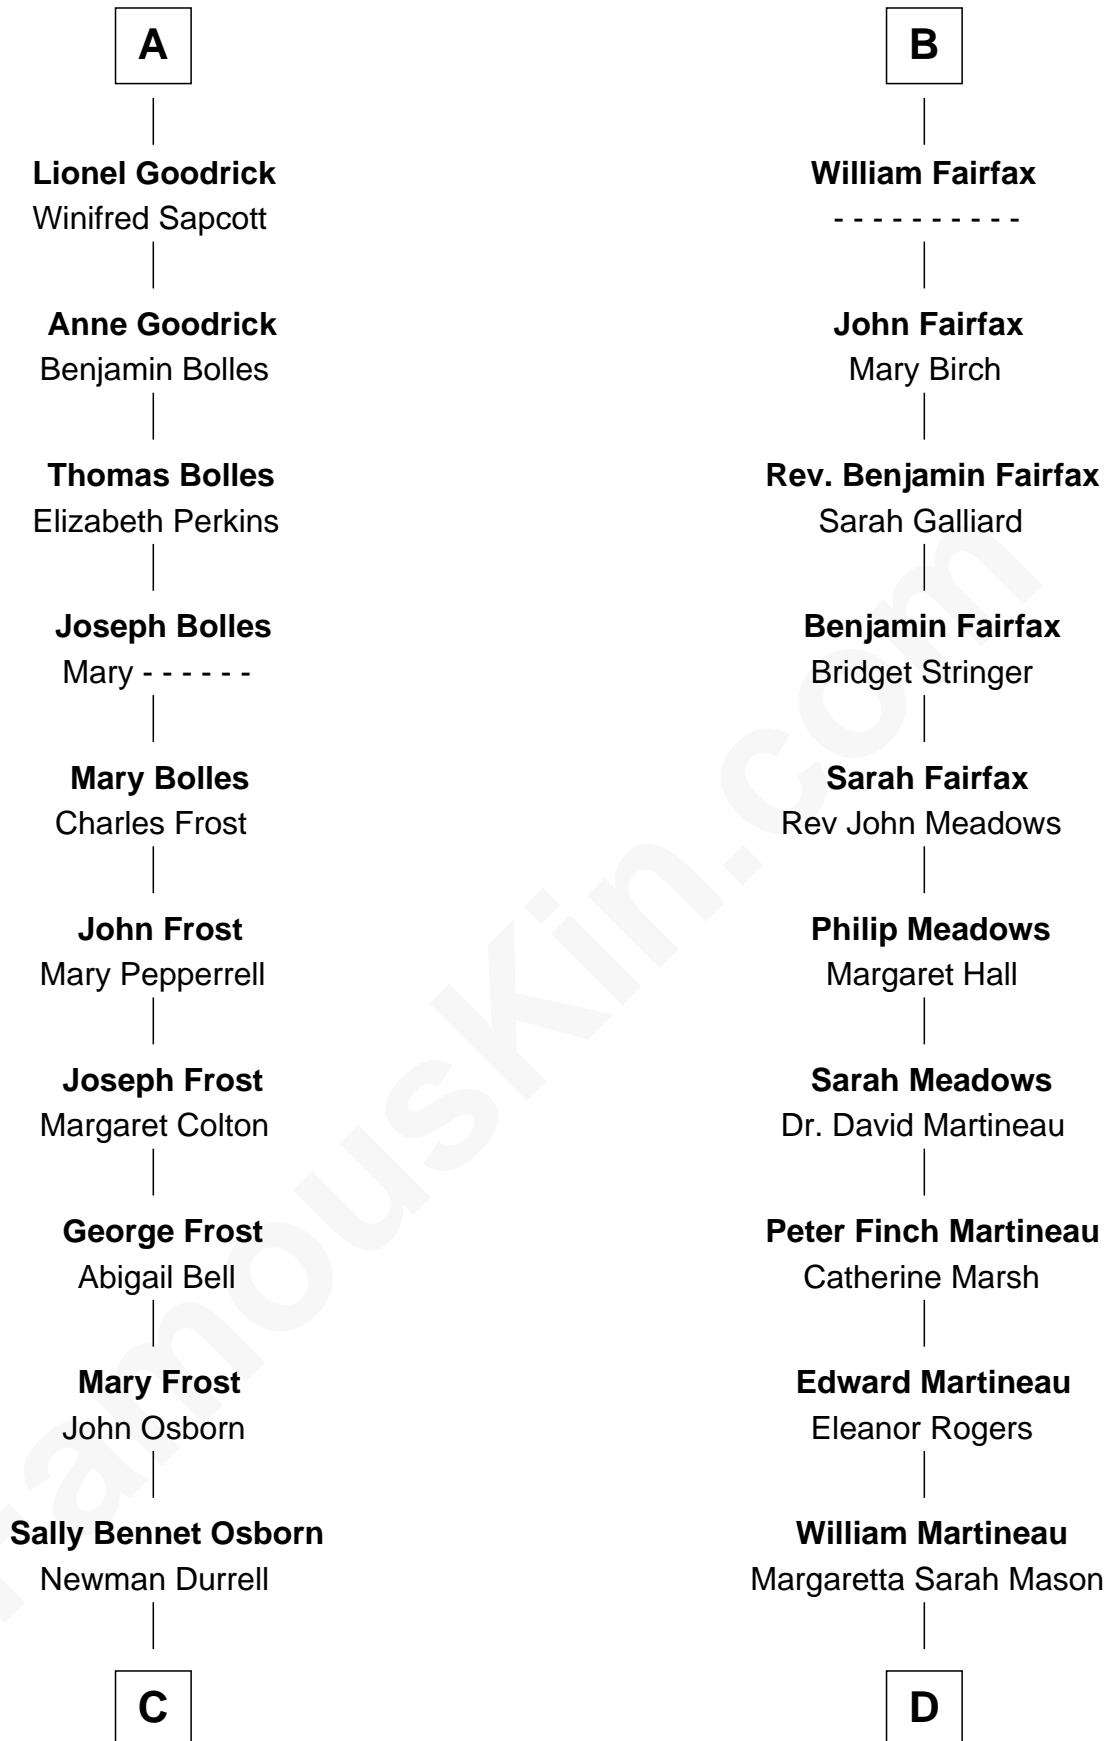 A
Lionel Goodrick
Winifred Sapcott
Anne Goodrick
Benjamin Bolles
Thomas Bolles
Elizabeth Perkins
Joseph Bolles
Mary - - - - - -
Mary Bolles
Charles Frost
John Frost
Mary Pepperrell
Joseph Frost
Margaret Colton
George Frost
Abigail Bell
Mary Frost
John Osborn
Sally Bennet Osborn
Newman Durrell
C
B
William Fairfax
- - - - - - - - - -
John Fairfax
Mary Birch
Rev. Benjamin Fairfax
Sarah Galliard
Benjamin Fairfax
Bridget Stringer
Sarah Fairfax
Rev John Meadows
Philip Meadows
Margaret Hall
Sarah Meadows
Dr. David Martineau
Peter Finch Martineau
Catherine Marsh
Edward Martineau
Eleanor Rogers
William Martineau
Margaretta Sarah Mason
D
FamousKin.com